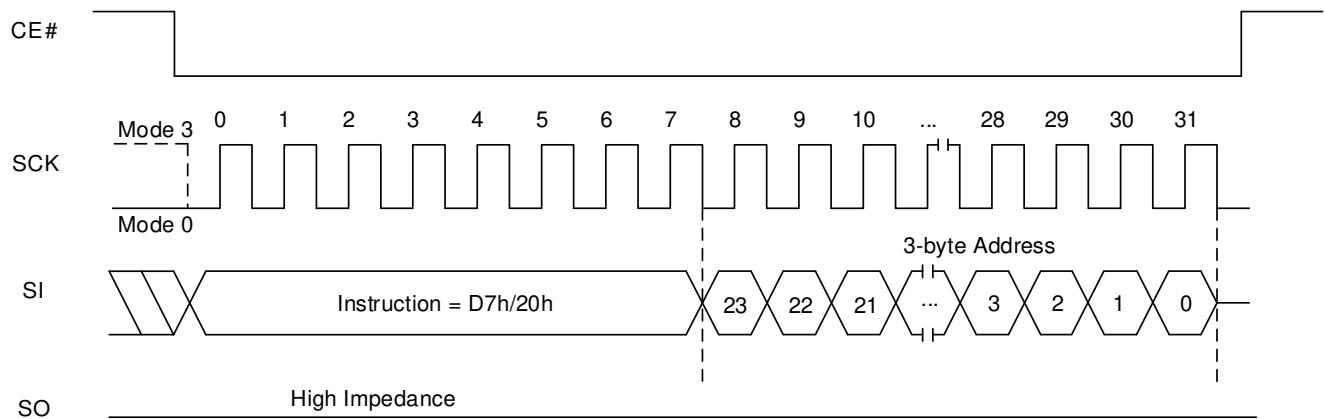 CE#
0 1 2 3 4 5 6 7 8 9 10 ... 28 29 30 31
Mode 3
SCK
Mode 0
3-byte Address
SI
Instruction = D7h/20h
23 22 21 ... 3 2 1 0
High Impedance
SO